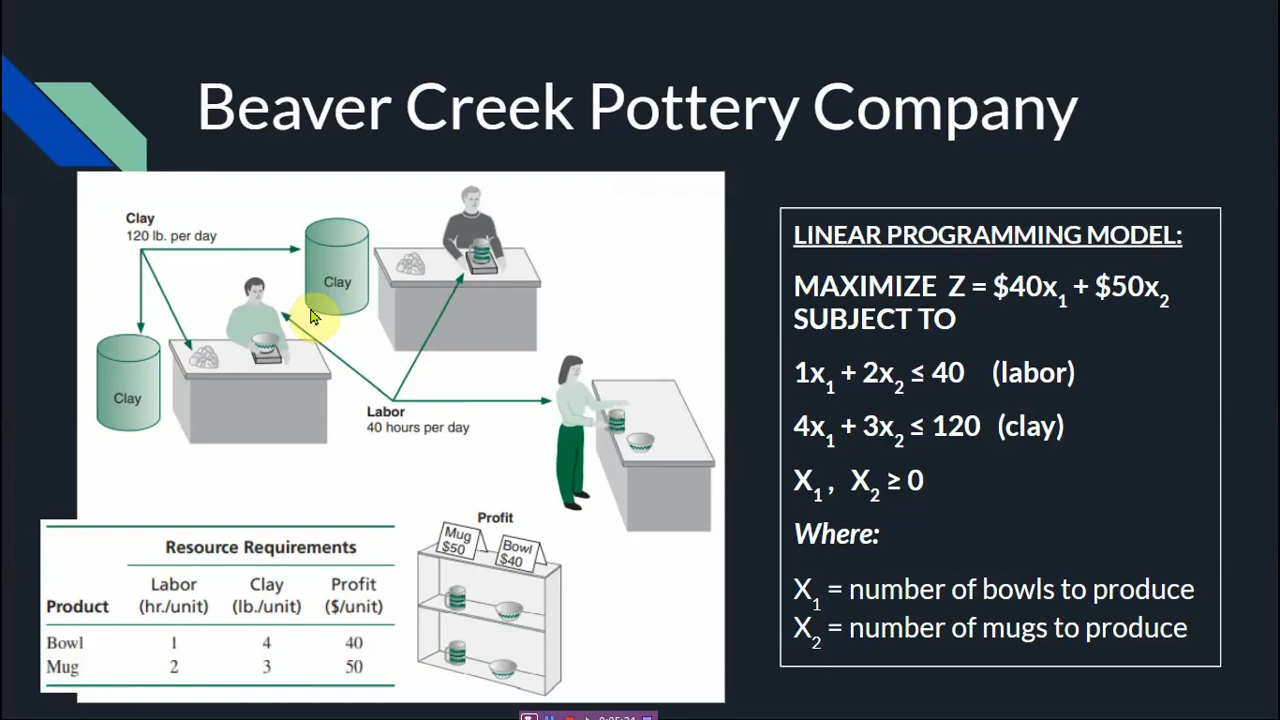 Beaver Creek Pottery Company
Clay
120 lb. per day
Clay
Clay
Labor
40 hours per day
Profit
Mug
$50
Bowl
$40
Resource Requirements
Labor Clay Profit
Product (hr./unit) (lb./unit) ($/unit)
Bowl 1 4 40
Mug 2 3 50
LINEAR PROGRAMMING MODEL:
MAXIMIZE Z = $40x₁ + $50x₂
SUBJECT TO
1x₁ + 2x₂ ≤ 40 (labor)
4x₁ + 3x₂ ≤ 120 (clay)
X₁ , X₂ ≥ 0
Where:
X₁ = number of bowls to produce
X₂ = number of mugs to produce